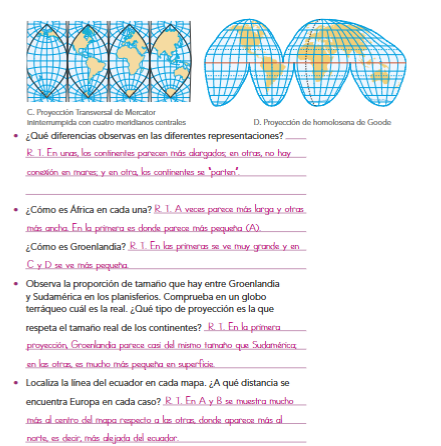 C. Proyección Transversal de Mercator
ininterrumpida con cuatro meridianos centrales
D. Proyección de homolosena de Goode
• ¿Qué diferencias observas en las diferentes representaciones?
R. 1. En unas, los continentes parecen más alargados; en otras, no hay
conexión en mares; y en otra, los continentes se "parten".
• ¿Cómo es África en cada una? R. 1. A veces parece más larga y otras
más ancha. En la primera es donde parece más pequeña (A).
¿Cómo es Groenlandia? R. 1. En las primeras se ve muy grande y en
C y D se ve más pequeña.
• Observa la proporción de tamaño que hay entre Groenlandia
y Sudamérica en los planisferios. Comprueba en un globo
terráqueo cuál es la real. ¿Qué tipo de proyección es la que
respeta el tamaño real de los continentes? R. 1. En la primera
proyección, Groenlandia parece casi del mismo tamaño que Sudamérica;
en las otras, es mucho más pequeña en superficie.
• Localiza la línea del ecuador en cada mapa. ¿A qué distancia se
encuentra Europa en cada caso? R. 1. En A y B se muestra mucho
más al centro del mapa respecto a las otras, donde aparece más al
norte, es decir, más alejada del ecuador.